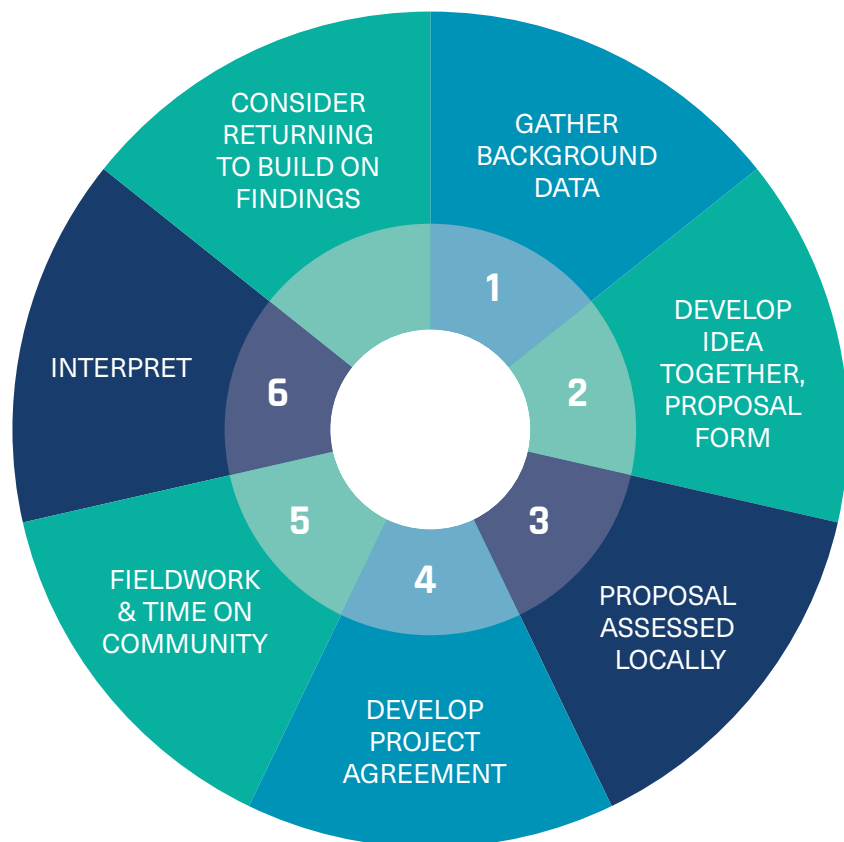 1
GATHER
BACKGROUND
DATA
2
DEVELOP
IDEA
TOGETHER,
PROPOSAL
FORM
3
PROPOSAL
ASSESSED
LOCALLY
4
DEVELOP
PROJECT
AGREEMENT
5
FIELDWORK
& TIME ON
COMMUNITY
6
INTERPRET
CONSIDER
RETURNING
TO BUILD ON
FINDINGS